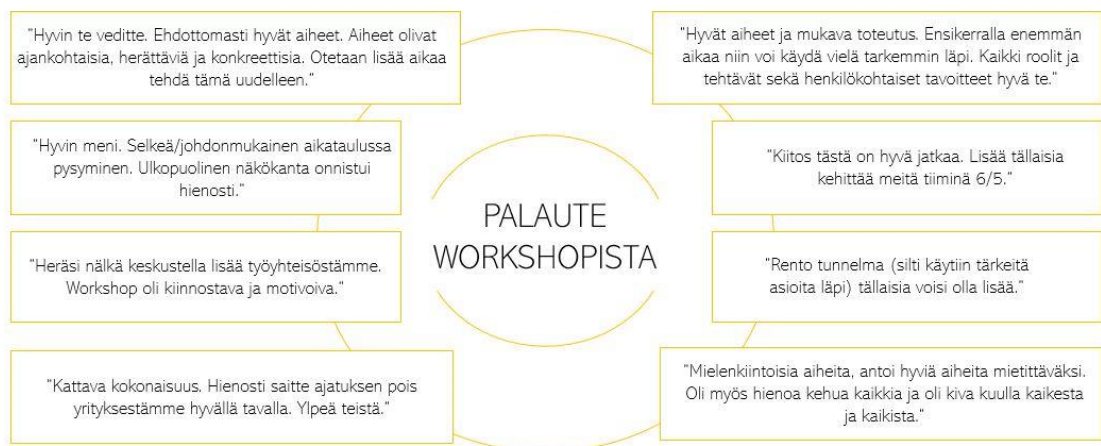 "Hyvin te veditte. Ehdottomasti hyvät aiheet. Aiheet olivat
ajankohtaisia, herättäviä ja konkreettisia. Otetaan lisää aikaa
tehdä tämä uudelleen."
"Hyvin meni. Selkeä/johdonmukainen aikataulussa
pysyminen. Ulkopuolinen näkökanta onnistui
hienosti."
"Heräsi nälkä keskustella lisää työyhteisöstämme.
Workshop oli kiinnostava ja motivoiva."
"Kattava kokonaisuus. Hienosti saitte ajatuksen pois
yrityksestämme hyvällä tavalla. Ylpeä teistä."
PALAUTE
WORKSHOPISTA
"Hyvät aiheet ja mukava toteutus. Ensikerralla enemmän
aikaa niin voi käydä vielä tarkemmin läpi. Kaikki roolit ja
tehtävät sekä henkilökohtaiset tavoitteet hyvä te."
"Kiitos tästä on hyvä jatkaa. Lisää tällaisia
kehittää meitä tiiminä 6/5."
"Rento tunnelma (silti käytiin tärkeitä
asioita läpi) tällaisia voisi olla lisää."
"Mielenkiintoisia aiheita, antoi hyviä aiheita mietittäväksi.
Oli myös hienoa kehua kaikkia ja oli kiva kuulla kaikesta
ja kaikista."